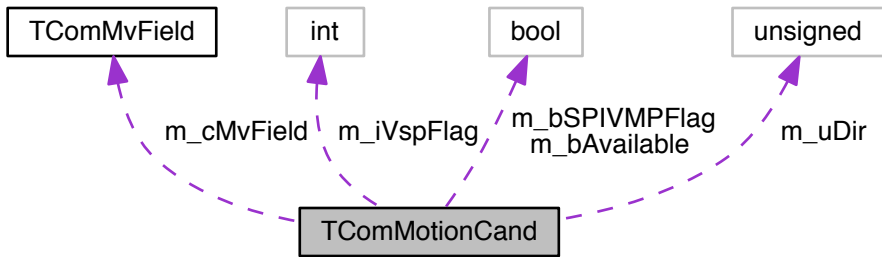 TComMvField
int
bool
unsigned
m_cMvField
m_iVspFlag
m_bSPIVMPFlag
m_bAvailable
m_uDir
TComMotionCand